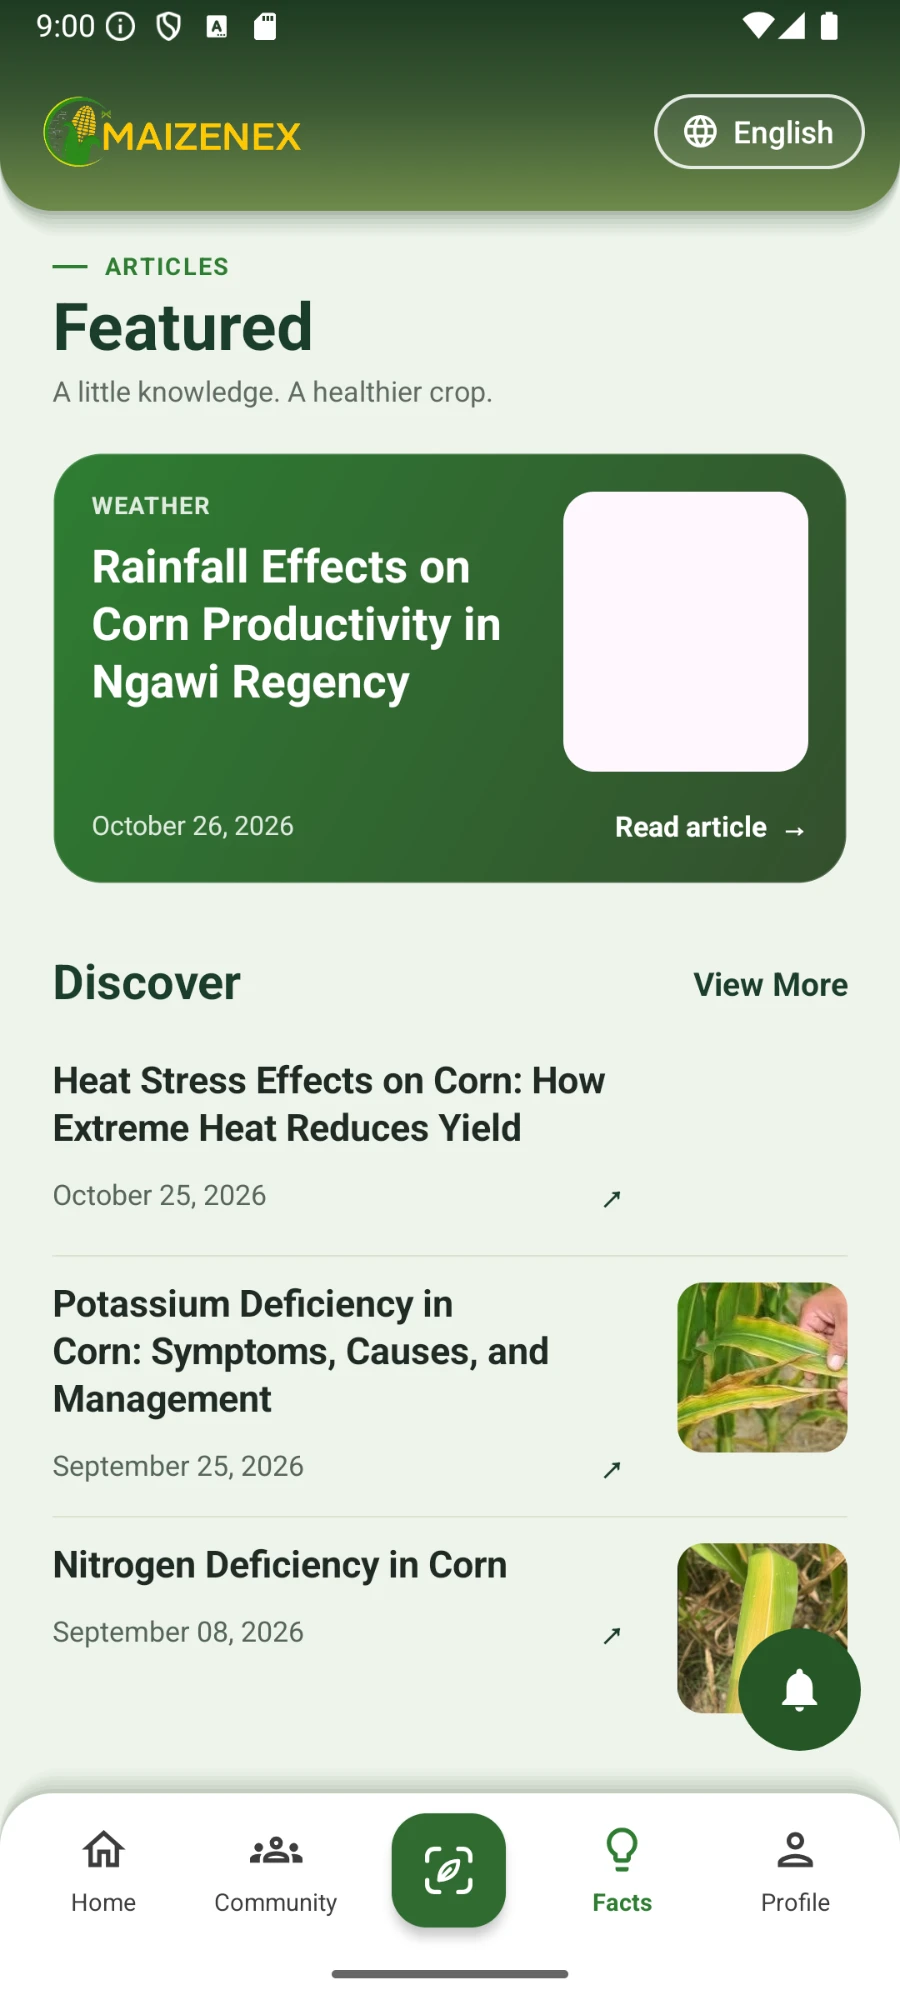 9:00
MAIZENEX
English
ARTICLES
Featured
A little knowledge. A healthier crop.
WEATHER
Rainfall Effects on
Corn Productivity in
Ngawi Regency
October 26, 2026
Read article →
Discover
View More
Heat Stress Effects on Corn: How
Extreme Heat Reduces Yield
October 25, 2026
Potassium Deficiency in
Corn: Symptoms, Causes, and
Management
September 25, 2026
Nitrogen Deficiency in Corn
September 08, 2026
Home
Community
Facts
Profile